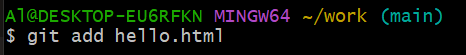 Al@DESKTOP-EU6RFKN MINGW64 ~/work (main)
$ git add hello.html